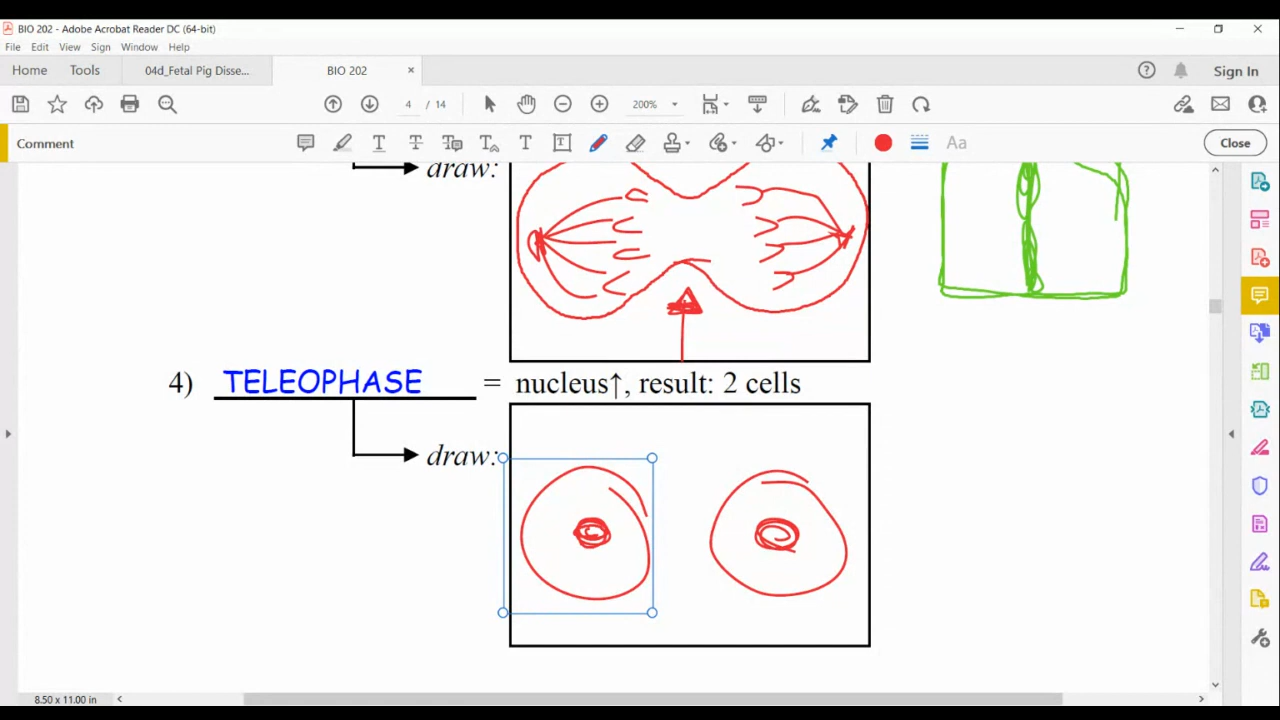 BIO 202 - Adobe Acrobat Reader DC (64-bit)
File Edit View Sign Window Help
Home Tools 04d_Fetal Pig Disse... BIO 202 × Sign In
4 / 14 200%
Comment Aa Close
draw:
4) TELEOPHASE = nucleus↑, result: 2 cells
draw:
8.50 x 11.00 in